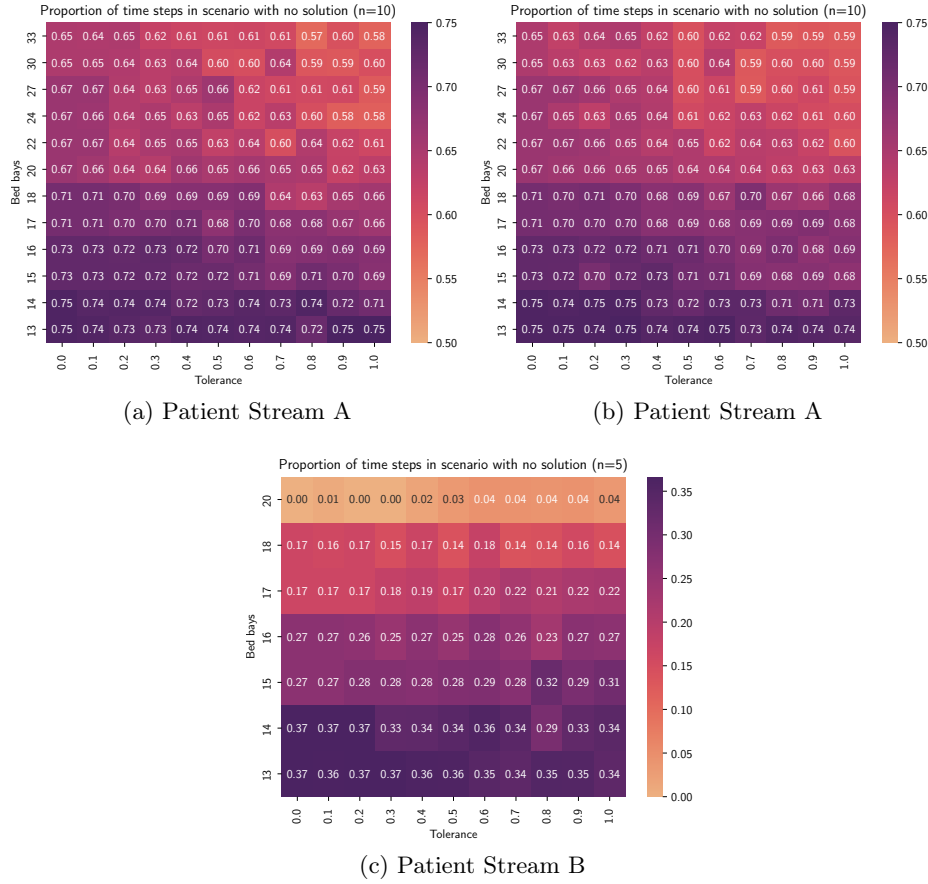 Proportion of time steps in scenario with no solution (n=10)
33 0.65 0.64 0.65 0.62 0.61 0.61 0.61 0.61 0.57 0.60 0.58
30 0.65 0.65 0.64 0.63 0.64 0.60 0.60 0.64 0.59 0.59 0.60
27 0.67 0.67 0.64 0.63 0.65 0.66 0.62 0.61 0.61 0.61 0.59
24 0.67 0.66 0.64 0.65 0.63 0.65 0.62 0.63 0.60 0.58 0.58
22 0.67 0.67 0.64 0.65 0.65 0.63 0.64 0.60 0.64 0.62 0.61
20 0.67 0.66 0.64 0.64 0.66 0.66 0.64 0.65 0.65 0.62 0.63
18 0.71 0.71 0.70 0.69 0.69 0.69 0.69 0.64 0.63 0.65 0.66
17 0.71 0.71 0.70 0.71 0.71 0.68 0.70 0.68 0.68 0.67 0.66
16 0.73 0.73 0.72 0.73 0.72 0.70 0.71 0.69 0.69 0.69 0.69
15 0.73 0.73 0.72 0.72 0.72 0.72 0.71 0.69 0.71 0.70 0.69
14 0.75 0.74 0.74 0.74 0.72 0.73 0.74 0.73 0.74 0.72 0.71
13 0.75 0.74 0.73 0.73 0.74 0.74 0.74 0.74 0.72 0.75 0.75
Bed bays
0.0 0.1 0.2 0.3 0.4 0.5 0.6 0.7 0.8 0.9 1.0
Tolerance
0.75
0.70
0.65
0.60
0.55
0.50
(a) Patient Stream A
Proportion of time steps in scenario with no solution (n=10)
33 0.65 0.63 0.64 0.65 0.62 0.60 0.62 0.62 0.59 0.59 0.59
30 0.65 0.64 0.64 0.63 0.62 0.60 0.64 0.59 0.60 0.60 0.59
27 0.67 0.67 0.66 0.65 0.64 0.60 0.61 0.59 0.60 0.61 0.59
24 0.67 0.65 0.63 0.65 0.64 0.61 0.62 0.63 0.62 0.61 0.60
22 0.67 0.66 0.66 0.65 0.64 0.64 0.62 0.64 0.63 0.62 0.60
20 0.67 0.67 0.66 0.65 0.65 0.64 0.64 0.64 0.64 0.63 0.63
18 0.71 0.70 0.71 0.70 0.68 0.69 0.67 0.70 0.67 0.66 0.68
17 0.71 0.70 0.70 0.70 0.68 0.68 0.69 0.68 0.69 0.69 0.68
16 0.73 0.73 0.72 0.72 0.71 0.71 0.70 0.69 0.70 0.68 0.69
15 0.73 0.72 0.70 0.72 0.73 0.71 0.71 0.69 0.68 0.69 0.68
14 0.75 0.74 0.75 0.74 0.74 0.73 0.72 0.73 0.71 0.71 0.73
13 0.75 0.75 0.74 0.74 0.74 0.75 0.74 0.73 0.73 0.74 0.74
Bed bays
0.0 0.1 0.2 0.3 0.4 0.5 0.6 0.7 0.8 0.9 1.0
Tolerance
0.75
0.70
0.65
0.60
0.55
0.50
(b) Patient Stream A
Proportion of time steps in scenario with no solution (n=5)
20 0.00 0.01 0.00 0.00 0.02 0.03 0.04 0.04 0.04 0.04 0.04
18 0.17 0.16 0.17 0.15 0.17 0.14 0.18 0.14 0.14 0.16 0.14
17 0.17 0.17 0.17 0.18 0.19 0.17 0.20 0.22 0.21 0.22 0.22
16 0.27 0.27 0.26 0.25 0.27 0.25 0.28 0.26 0.23 0.27 0.27
15 0.27 0.27 0.28 0.28 0.28 0.28 0.29 0.28 0.32 0.29 0.31
14 0.37 0.37 0.37 0.33 0.34 0.34 0.36 0.34 0.29 0.33 0.34
13 0.37 0.36 0.37 0.36 0.36 0.36 0.35 0.34 0.35 0.35 0.34
Bed bays
0.0 0.1 0.2 0.3 0.4 0.5 0.6 0.7 0.8 0.9 1.0
Tolerance
0.35
0.30
0.25
0.20
0.15
0.10
0.05
0.00
(c) Patient Stream B